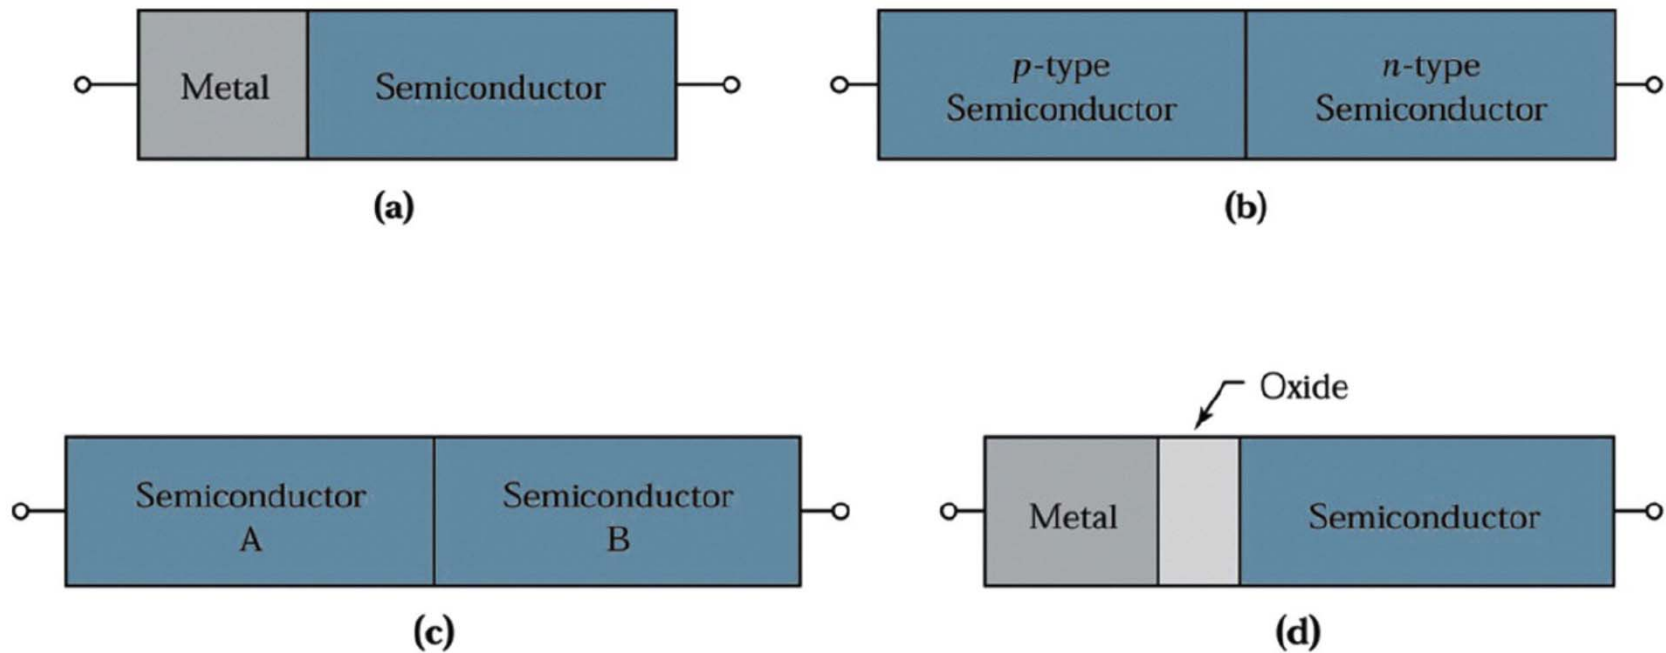 Metal
Semiconductor
(a)
p-type
Semiconductor
n-type
Semiconductor
(b)
Semiconductor
A
Semiconductor
B
(c)
Oxide
Metal
Semiconductor
(d)